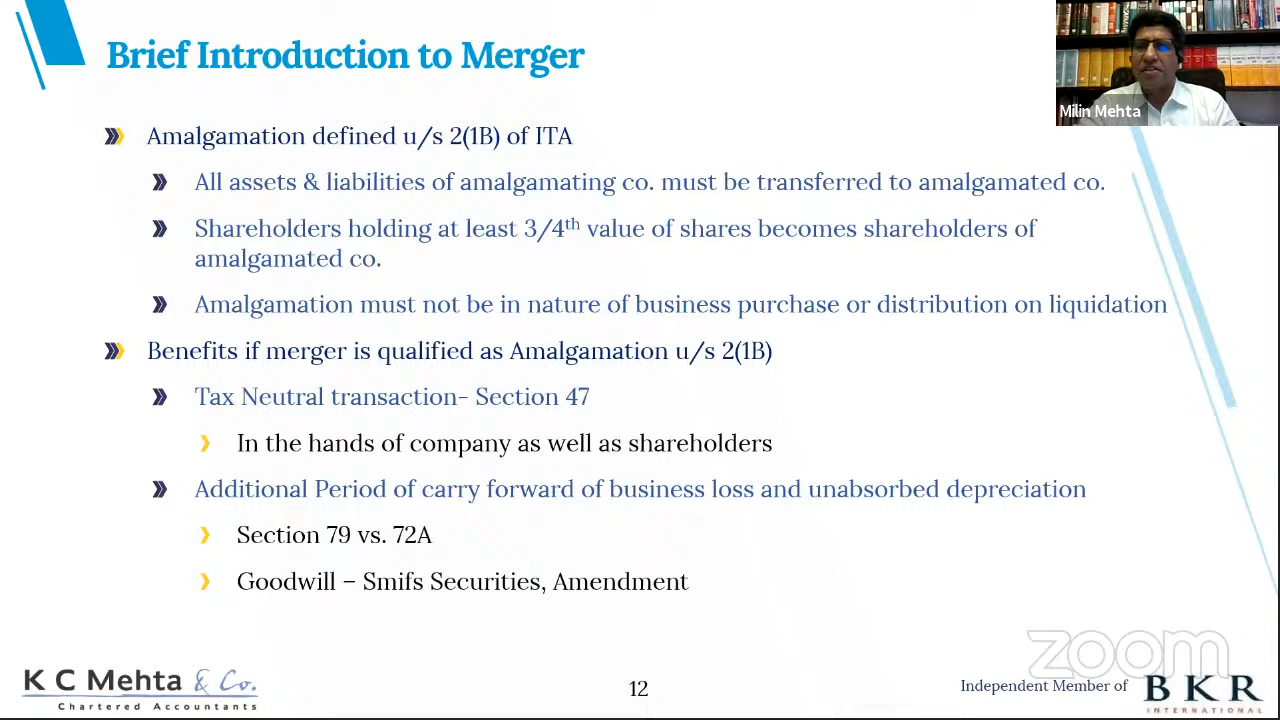 Brief Introduction to Merger
Milin Mehta
Amalgamation defined u/s 2(1B) of ITA
All assets & liabilities of amalgamating co. must be transferred to amalgamated co.
Shareholders holding at least 3/4th value of shares becomes shareholders of
amalgamated co.
Amalgamation must not be in nature of business purchase or distribution on liquidation
Benefits if merger is qualified as Amalgamation u/s 2(1B)
Tax Neutral transaction- Section 47
In the hands of company as well as shareholders
Additional Period of carry forward of business loss and unabsorbed depreciation
Section 79 vs. 72A
Goodwill – Smifs Securities, Amendment
zoom
K C Mehta & Co.
Chartered Accountants
12
Independent Member of
BKR
INTERNATIONAL